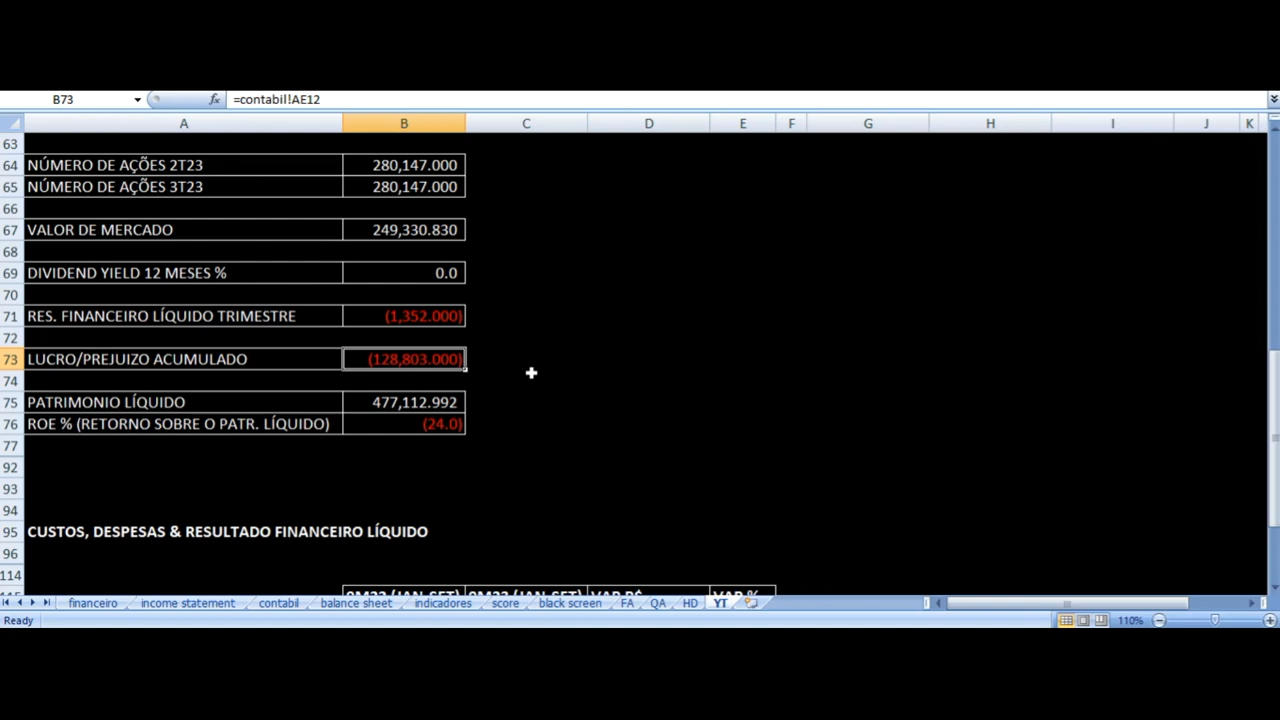 B73 fx =contabil!AE12
A B C D E F G H I J K
63
64 NÚMERO DE AÇÕES 2T23 280,147.000
65 NÚMERO DE AÇÕES 3T23 280,147.000
66
67 VALOR DE MERCADO 249,330.830
68
69 DIVIDEND YIELD 12 MESES % 0.0
70
71 RES. FINANCEIRO LÍQUIDO TRIMESTRE (1,352.000)
72
73 LUCRO/PREJUIZO ACUMULADO (128,803.000)
74
75 PATRIMONIO LÍQUIDO 477,112.992
76 ROE % (RETORNO SOBRE O PATR. LÍQUIDO) (24.0)
77
92
93
94
95 CUSTOS, DESPESAS & RESULTADO FINANCEIRO LÍQUIDO
96
114
financeiro income statement contabil balance sheet indicadores score black screen FA QA HD YT
Ready 110%